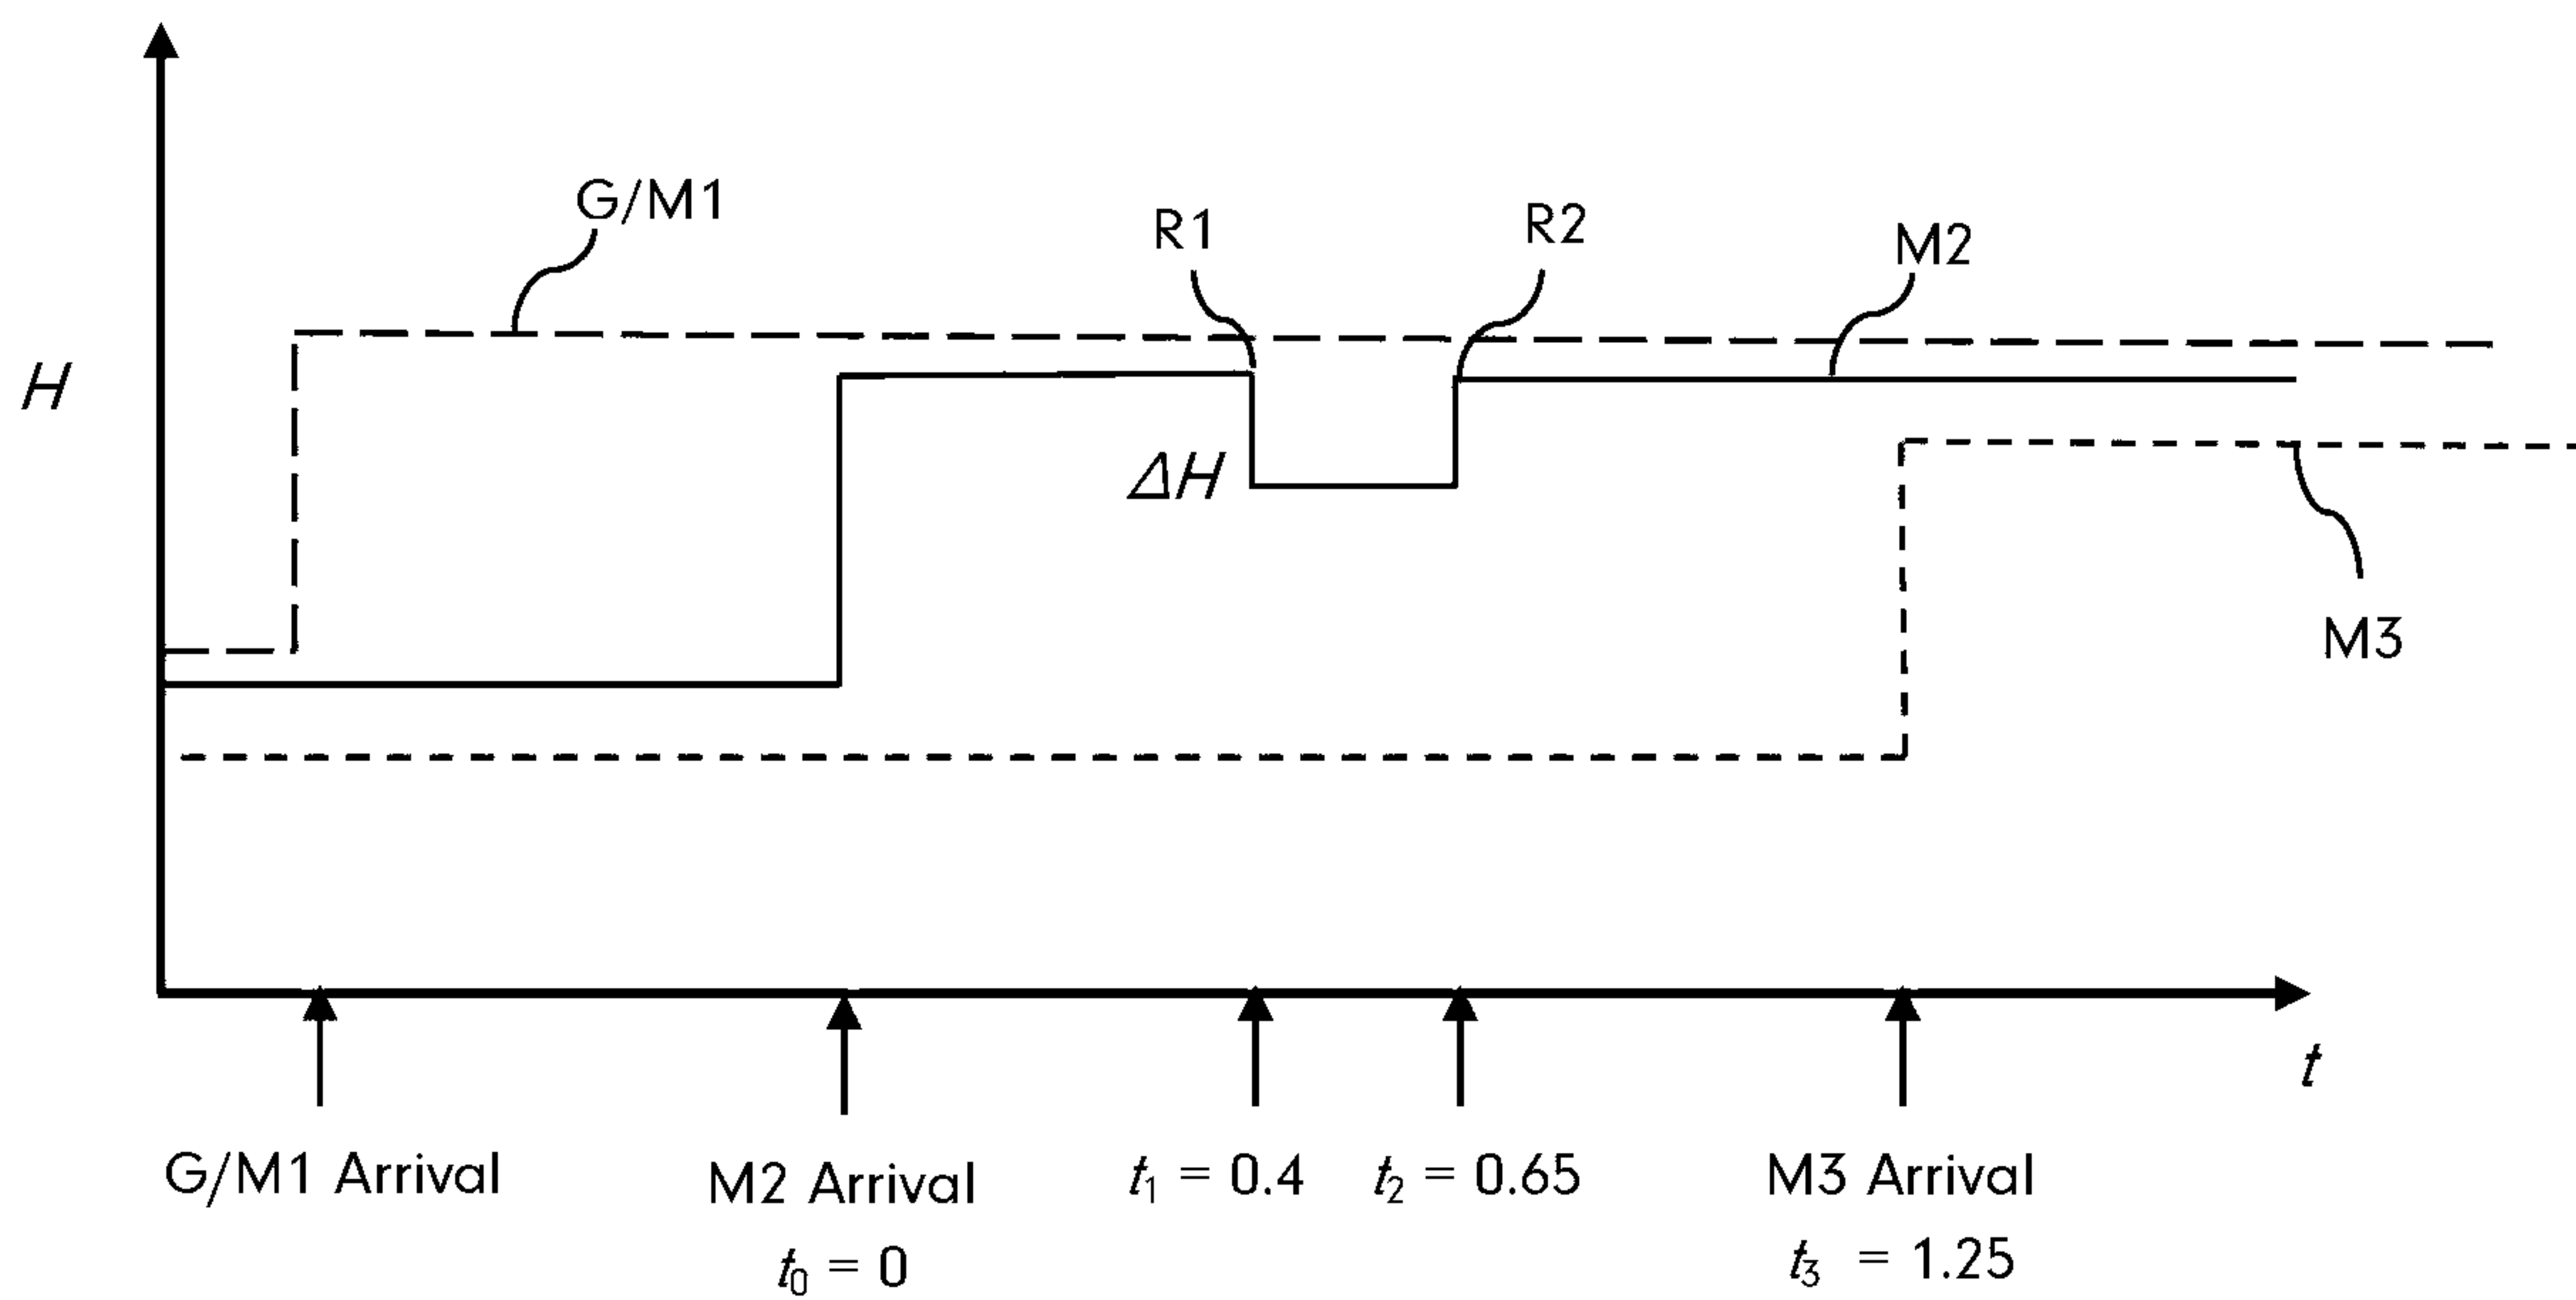 G/M1
R1
R2
M2
H
ΔH
M3
t
G/M1 Arrival
M2 Arrival
t₀ = 0
t₁ = 0.4
t₂ = 0.65
M3 Arrival
t₃ = 1.25